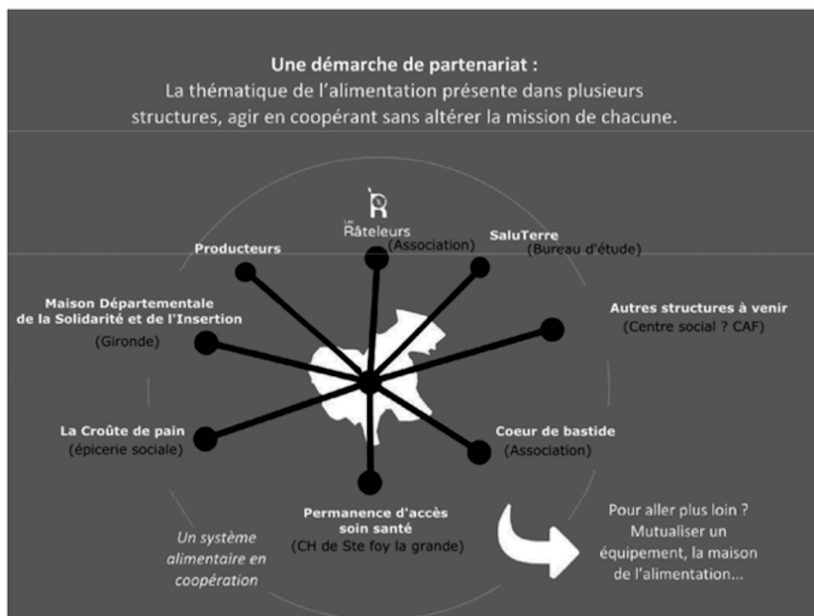 Une démarche de partenariat :
La thématique de l'alimentation présente dans plusieurs
structures, agir en coopérant sans altérer la mission de chacune.
R
Les
Râteleurs
(Association)
SaluTerre
(Bureau d'étude)
Producteurs
Maison Départementale
de la Solidarité et de l'Insertion
(Gironde)
Autres structures à venir
(Centre social ? CAF)
La Croûte de pain
(épicerie sociale)
Coeur de bastide
(Association)
Permanence d'accès
soin santé
(CH de Ste foy la grande)
Un système
alimentaire en
coopération
Pour aller plus loin ?
Mutualiser un
équipement, la maison
de l'alimentation...